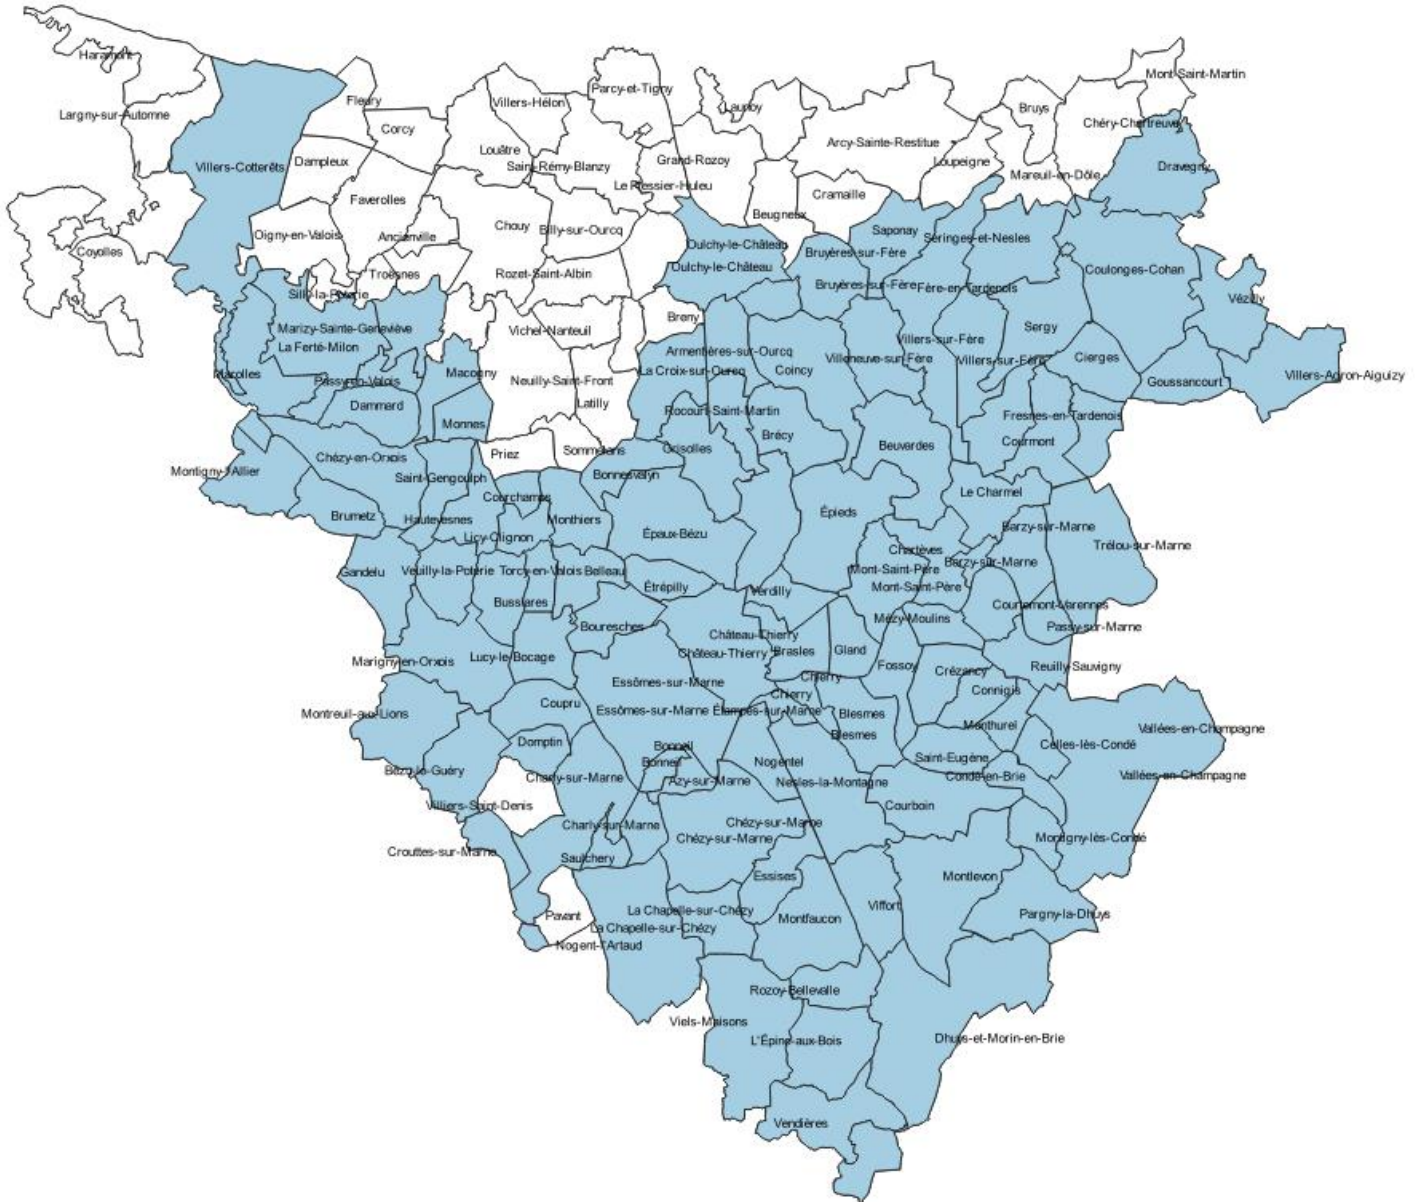 Haramont
Mont-Saint-Martin
Parcy-et-Tigny
Fleury
Villers-Hélon
Launoy
Bruys
Largny-sur-Automne
Corcy
Chéry-Chartreuve
Arcy-Sainte-Restitue
Louâtre
Dampleux
Grand-Rozoy
Loupeigne
Villers-Cotterêts
Saint-Rémy-Blanzy
Dravegny
Mareuil-en-Dôle
Le Plessier-Huleu
Cramaille
Faverolles
Beugneux
Chouy
Billy-sur-Ourcq
Saponay
Oigny-en-Valois
Ancienville
Seringes-et-Nesles
Oulchy-le-Château
Coyolles
Bruyères-sur-Fère
Oulchy-le-Château
Coulonges-Cohan
Troësnes
Rozet-Saint-Albin
Bruyères-sur-Fère
Fère-en-Tardenois
Silly-la-Poterie
Vézilly
Breny
Marizy-Sainte-Geneviève
Vichel-Nanteuil
Sergy
Villers-sur-Fère
La Ferté-Milon
Armentières-sur-Ourcq
Villeneuve-sur-Fère
Villers-sur-Fère
Cierges
Marolles
Macogny
La Croix-sur-Ourcq
Coincy
Villers-Agron-Aiguizy
Passy-en-Valois
Neuilly-Saint-Front
Goussancourt
Dammard
Latilly
Rocourt-Saint-Martin
Fresnes-en-Tardenois
Monnes
Brécy
Courmont
Beuvardes
Priez
Sommelans
Grisolles
Chézy-en-Orxois
Montigny-l'Allier
Saint-Gengoulph
Bonnesvalyn
Le Charmel
Courchamps
Épieds
Brumetz
Hautevesnes
Monthiers
Barzy-sur-Marne
Licy-Clignon
Épaux-Bézu
Trélou-sur-Marne
Chartèves
Barzy-sur-Marne
Gandelu
Veuilly-la-Poterie
Torcy-en-Valois
Belleau
Mont-Saint-Père
Étrépilly
Mont-Saint-Père
Verdilly
Bussiares
Courtemont-Varennes
Mézy-Moulins
Bouresches
Passy-sur-Marne
Château-Thierry
Château-Thierry
Brasles
Gland
Lucy-le-Bocage
Marigny-en-Orxois
Fossoy
Reuilly-Sauvigny
Crézancy
Chierry
Essômes-sur-Marne
Connigis
Chierry
Coupru
Essômes-sur-Marne
Étampes-sur-Marne
Montreuil-aux-Lions
Blesmes
Monthurel
Vallées-en-Champagne
Blesmes
Domptin
Bonneil
Celles-lès-Condé
Saint-Eugène
Bonneil
Nogentel
Bézu-le-Guéry
Charly-sur-Marne
Condé-en-Brie
Vallées-en-Champagne
Azy-sur-Marne
Nesles-la-Montagne
Villiers-Saint-Denis
Courboin
Charly-sur-Marne
Chézy-sur-Marne
Chézy-sur-Marne
Montigny-lès-Condé
Crouttes-sur-Marne
Saulchery
Essises
Montlevon
Viffort
La Chapelle-sur-Chézy
Pavant
Montfaucon
Pargny-la-Dhuys
La Chapelle-sur-Chézy
Nogent-l'Artaud
Rozoy-Bellevalle
Viels-Maisons
L'Épine-aux-Bois
Dhuys-et-Morin-en-Brie
Vendières